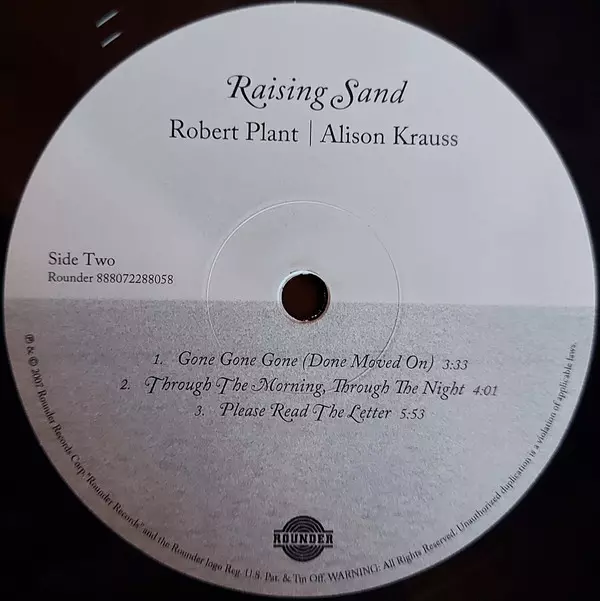 Raising Sand
Robert Plant | Alison Krauss
Side Two
Rounder 888072288058
1. Gone Gone Gone (Done Moved On) 3:33
2. Through The Morning, Through The Night 4:01
3. Please Read The Letter 5:53
ROUNDER
℗ & © 2007 Rounder Records Corp. "Rounder Records" and the Rounder logo Reg. U.S. Pat. & Tm Off. WARNING: All Rights Reserved. Unauthorized duplication is a violation of applicable laws.